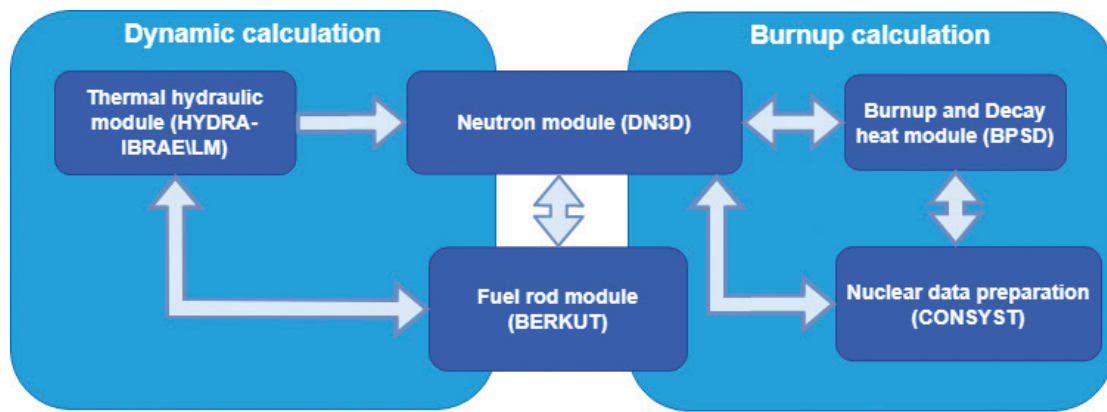 Dynamic calculation
Burnup calculation
Thermal hydraulic
module (HYDRA-
IBRAE\LM)
Neutron module (DN3D)
Burnup and Decay
heat module (BPSD)
Fuel rod module
(BERKUT)
Nuclear data preparation
(CONSYST)